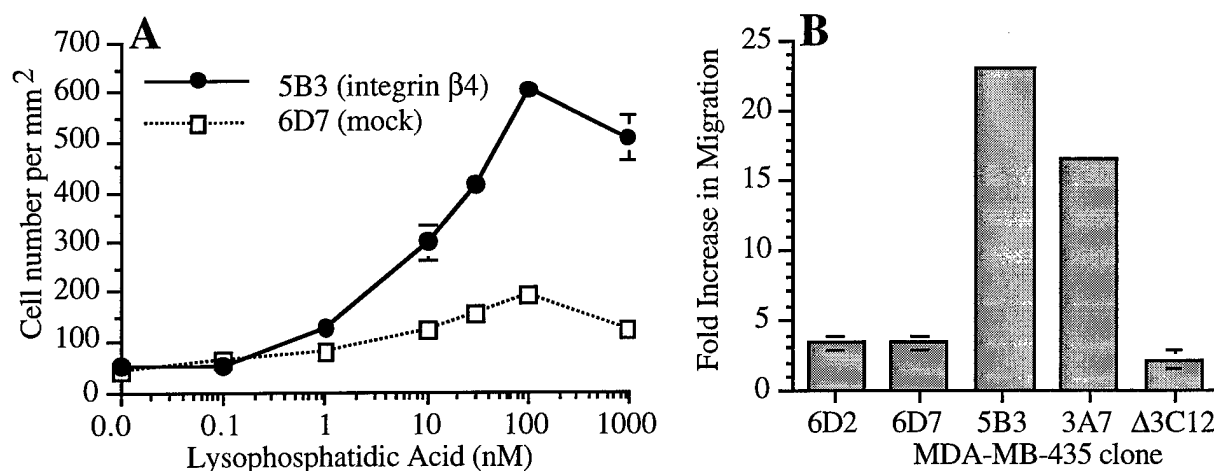 A
Cell number per mm 2
700
600
500
400
300
200
100
0
5B3 (integrin β4)
6D7 (mock)
0.0
0.1
1
10
100
1000
Lysophosphatidic Acid (nM)
B
Fold Increase in Migration
25
20
15
10
5
0
6D2
6D7
5B3
3A7
Δ3C12
MDA-MB-435 clone